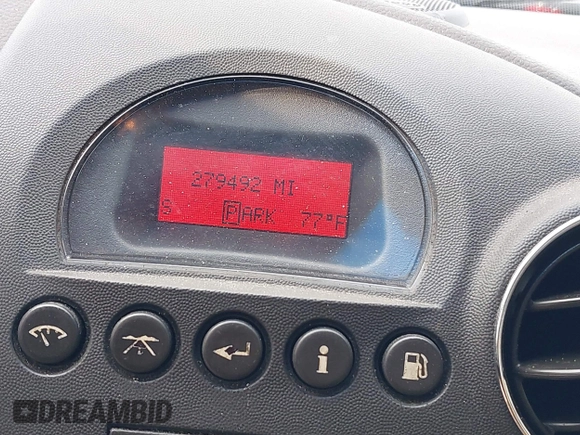 279492 MI
S PARK 77°F
i
DREAMBID